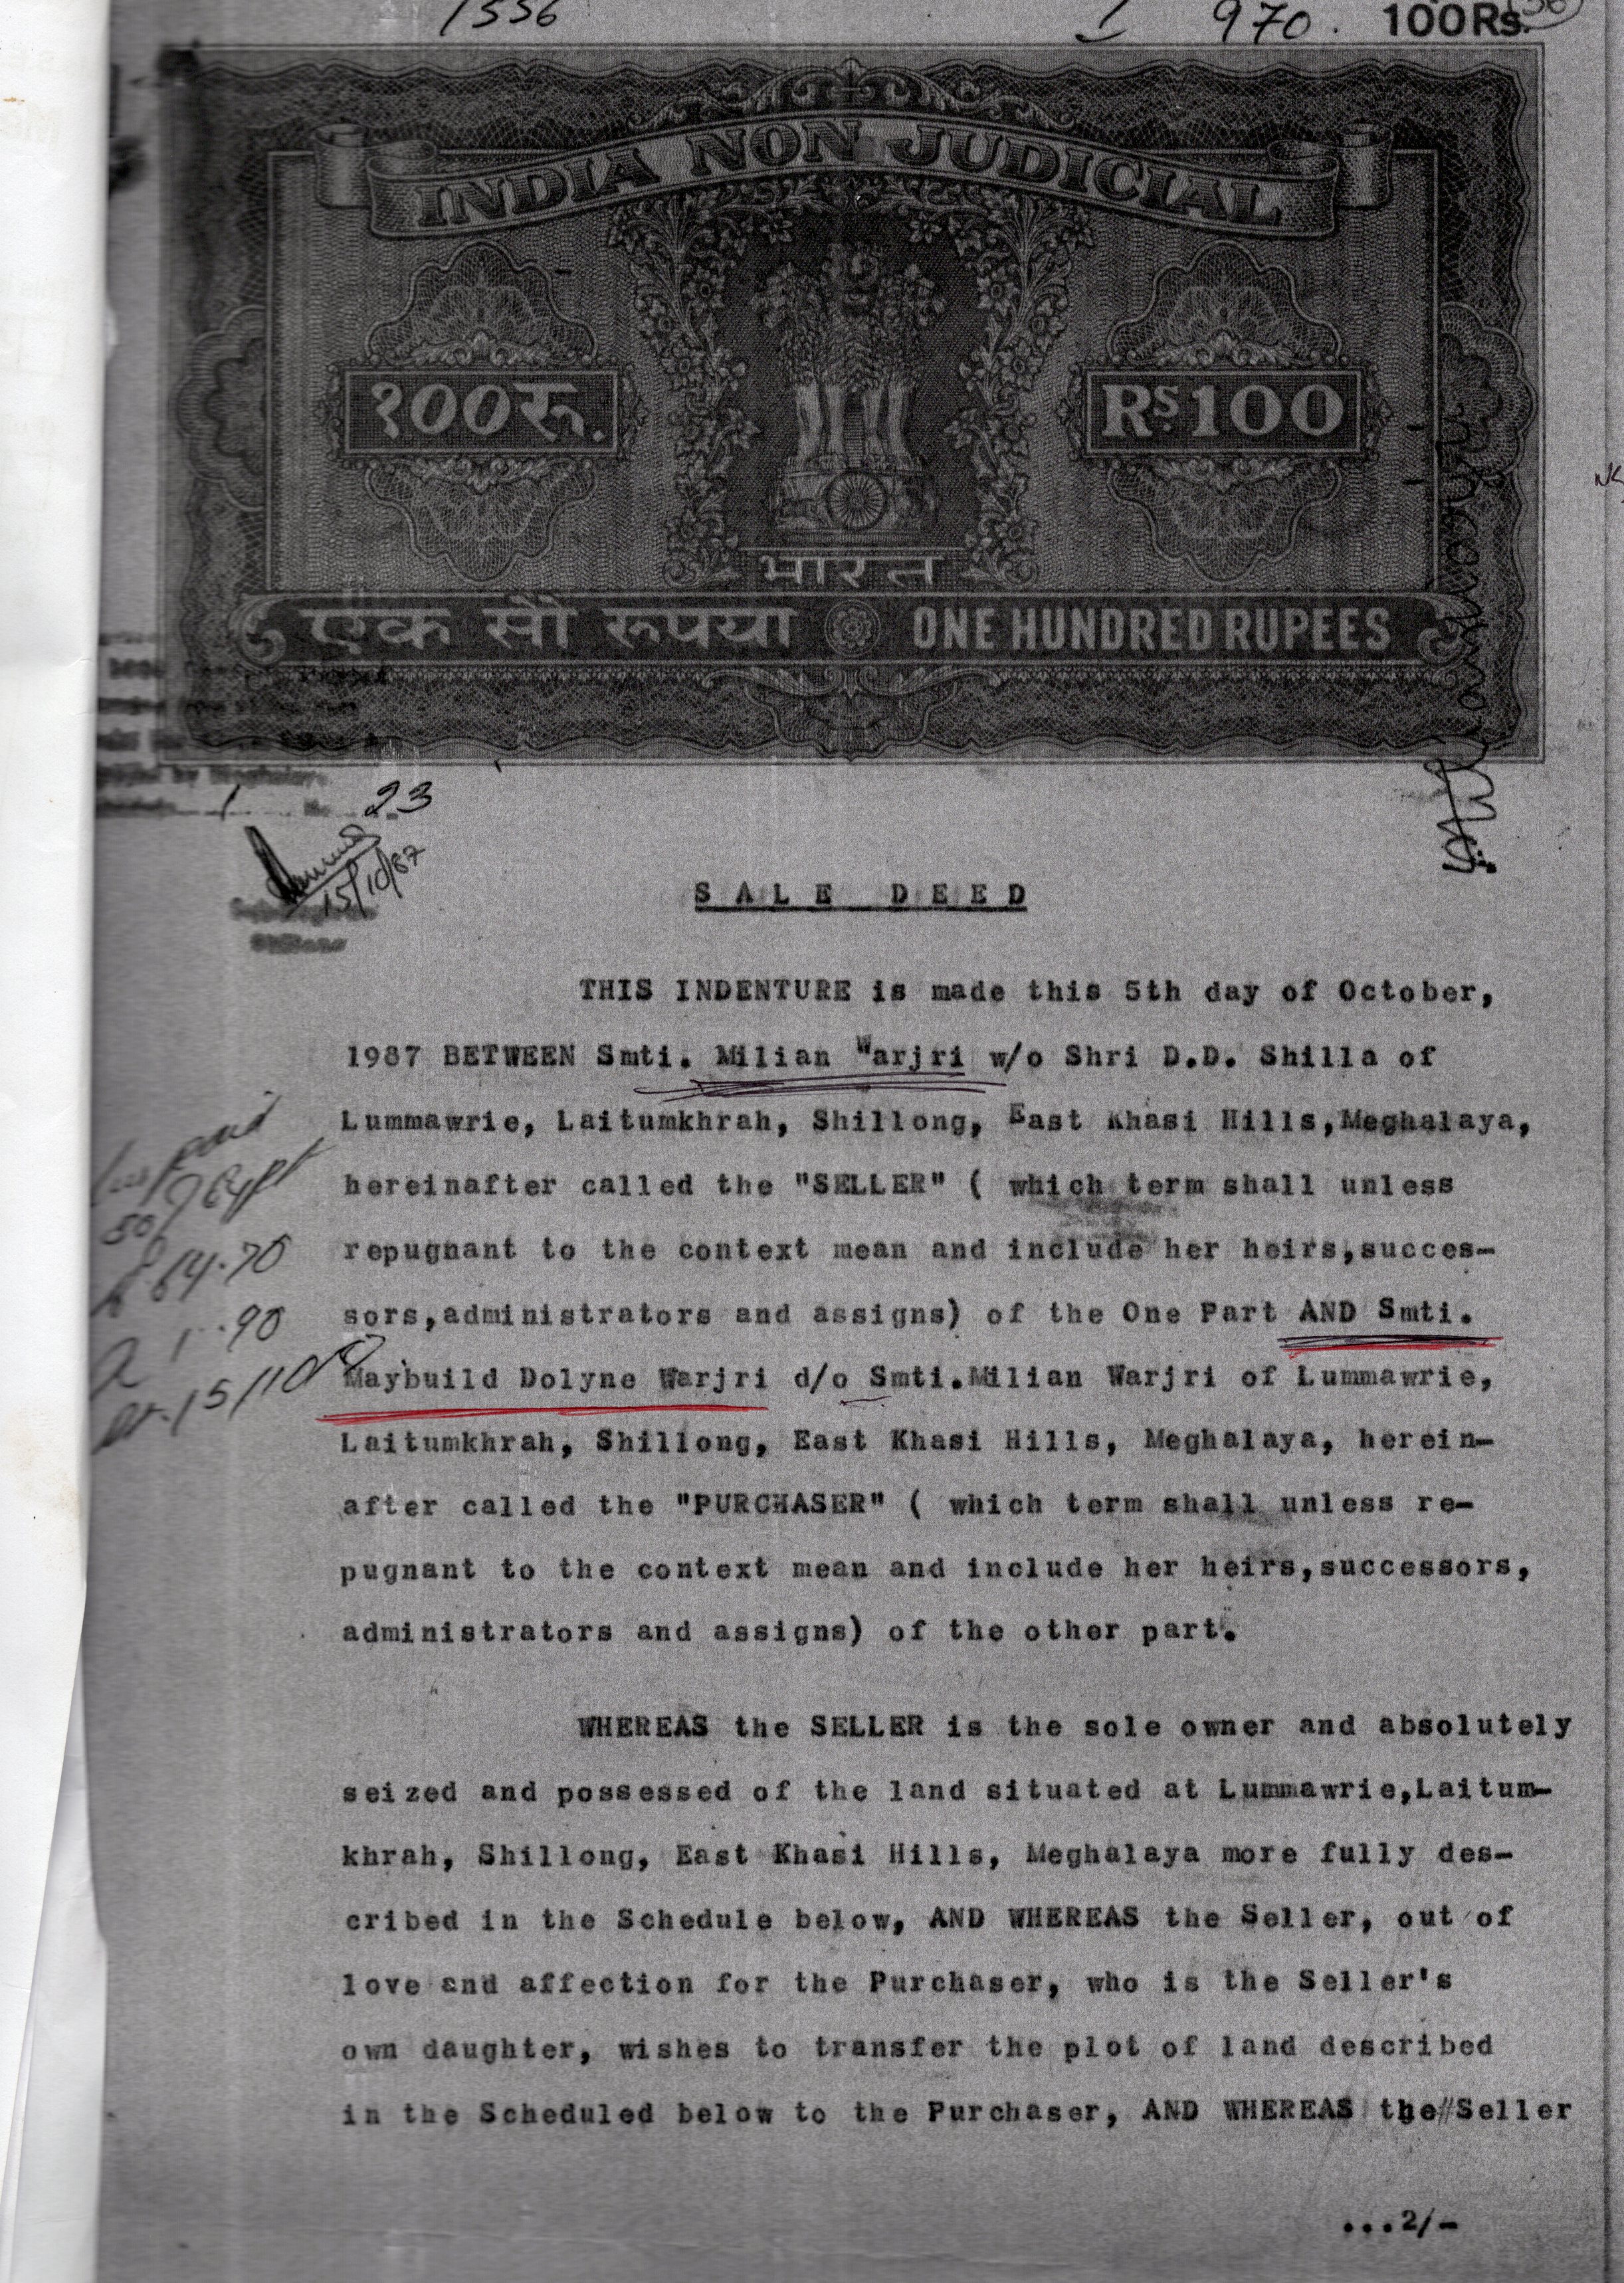 1336 I 970. 100Rs.
INDIA NON JUDICIAL
१00रू. Rs.100
भारत
एक सौ रूपया ONE HUNDRED RUPEES
1 23
15/10/87
Shillong
S A L E D E E D
THIS INDENTURE is made this 5th day of October,
1987 BETWEEN Smti. Milian Warjri w/o Shri D.D. Shilla of
Lummawrie, Laitumkhrah, Shillong, East Khasi Hills,Meghalaya,
hereinafter called the "SELLER" ( which term shall unless
repugnant to the context mean and include her heirs,succes-
sors,administrators and assigns) of the One Part AND Smti.
Maybuild Dolyne Warjri d/o Smti.Milian Warjri of Lummawrie,
Laitumkhrah, Shillong, East Khasi Hills, Meghalaya, herein-
after called the "PURCHASER" ( which term shall unless re-
pugnant to the context mean and include her heirs,successors,
administrators and assigns) of the other part.
WHEREAS the SELLER is the sole owner and absolutely
seized and possessed of the land situated at Lummawrie,Laitum-
khrah, Shillong, East Khasi Hills, Meghalaya more fully des-
cribed in the Schedule below, AND WHEREAS the Seller, out of
love and affection for the Purchaser, who is the Seller's
own daughter, wishes to transfer the plot of land described
in the Scheduled below to the Purchaser, AND WHEREAS the Seller
...2/-